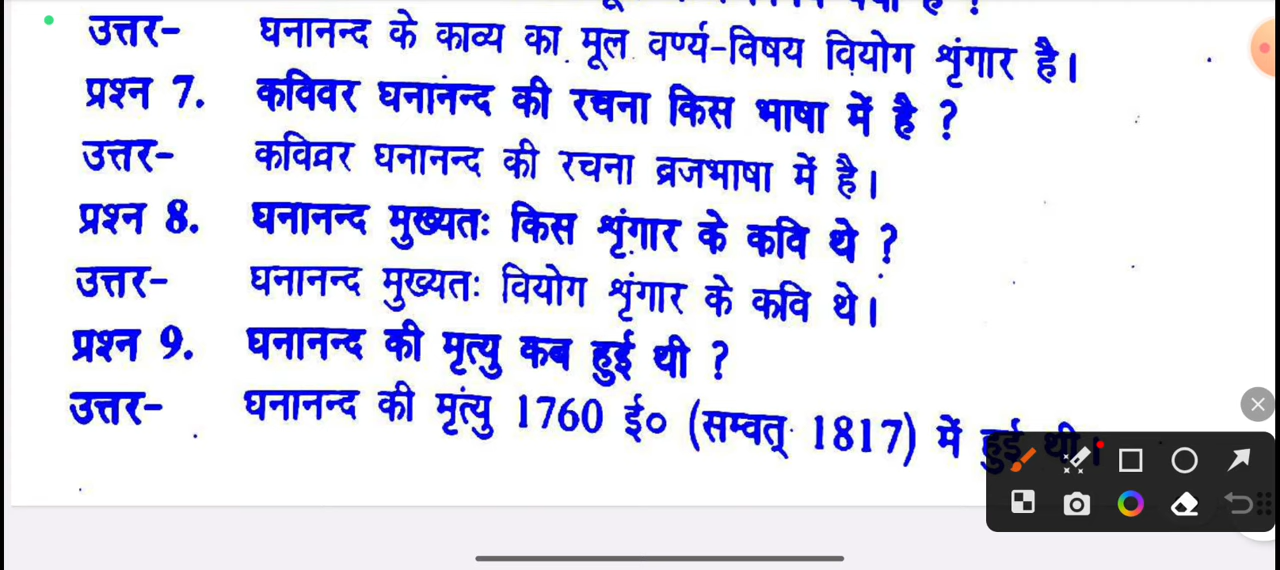 उत्तर- घनानन्द के काव्य का मूल वर्ण्य-विषय वियोग शृंगार है।
प्रश्न 7. कविवर घनानंन्द की रचना किस भाषा में है ?
उत्तर- कविवर घनानन्द की रचना ब्रजभाषा में है।
प्रश्न 8. घनानन्द मुख्यतः किस शृंगार के कवि थे ?
उत्तर- घनानन्द मुख्यतः वियोग शृंगार के कवि थे।
प्रश्न 9. घनानन्द की मृत्यु कब हुई थी ?
उत्तर- घनानन्द की मृत्यु 1760 ई० (सम्वत् 1817) में हुई थी।